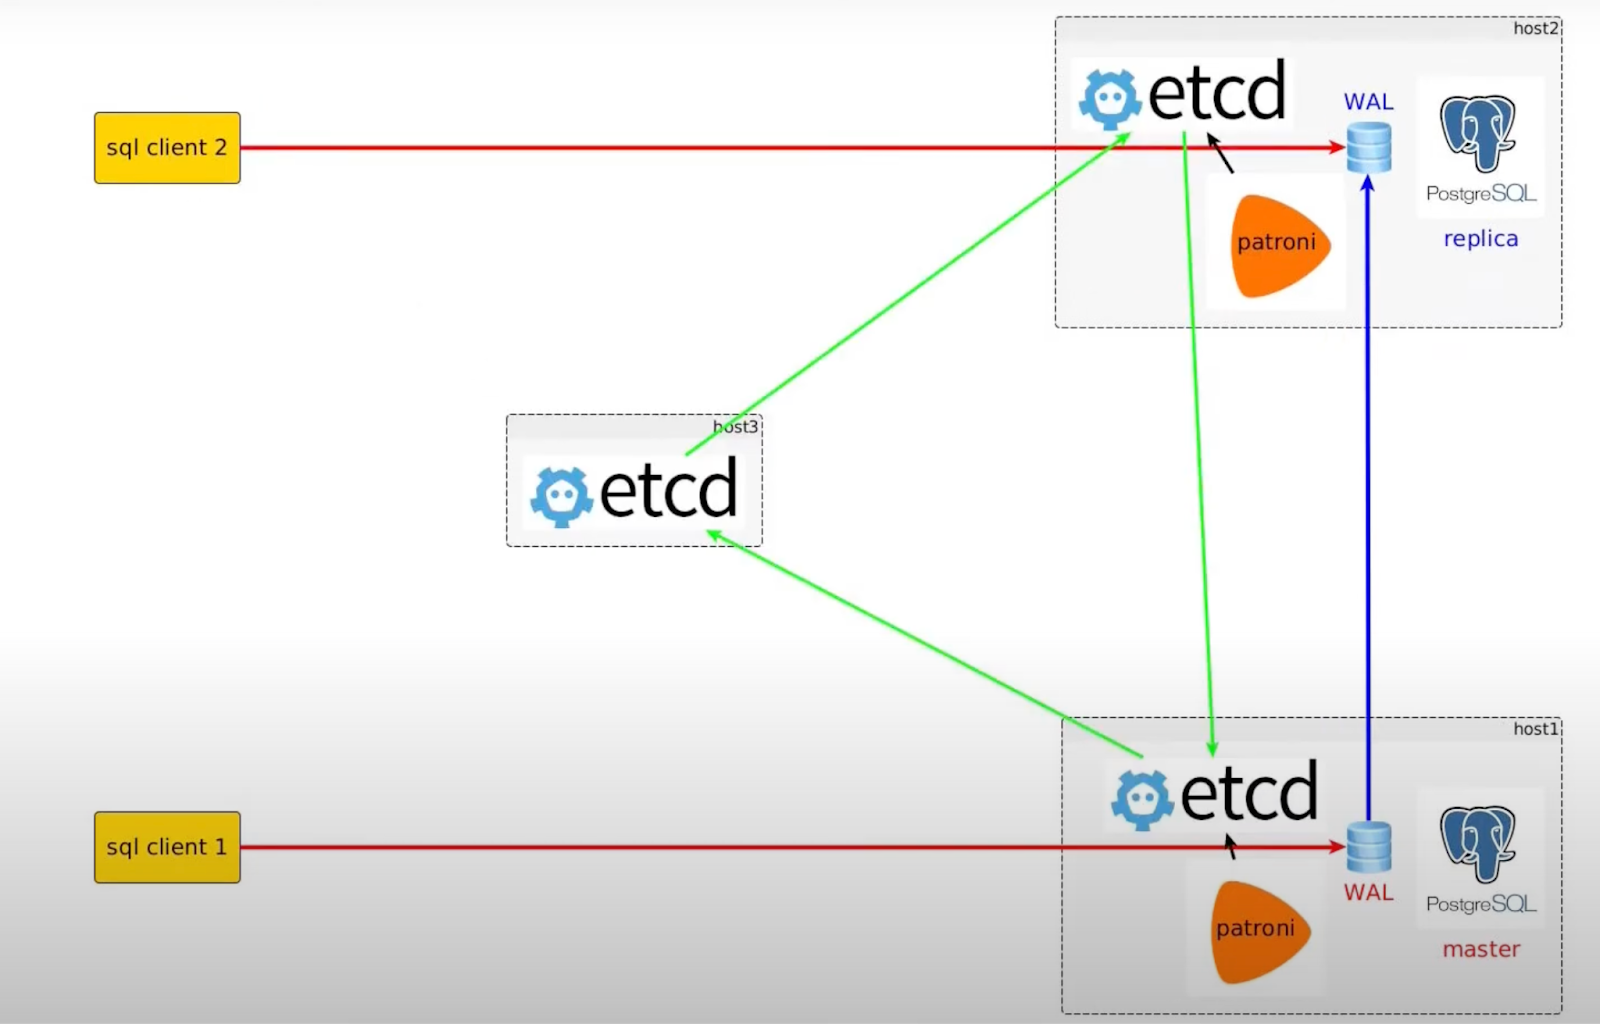 host2
etcd
WAL
sql client 2
PostgreSQL
patroni
replica
host3
etcd
host1
etcd
sql client 1
WAL
PostgreSQL
patroni
master